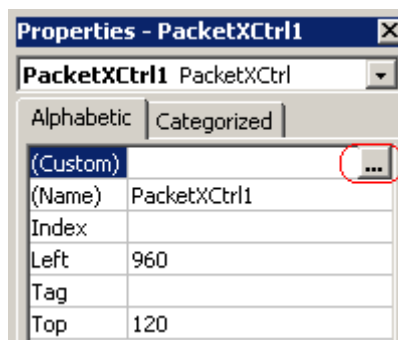 Properties - PacketXCtrl1
PacketXCtrl1 PacketXCtrl
Alphabetic Categorized
(Custom) ...
(Name) PacketXCtrl1
Index
Left 960
Tag
Top 120